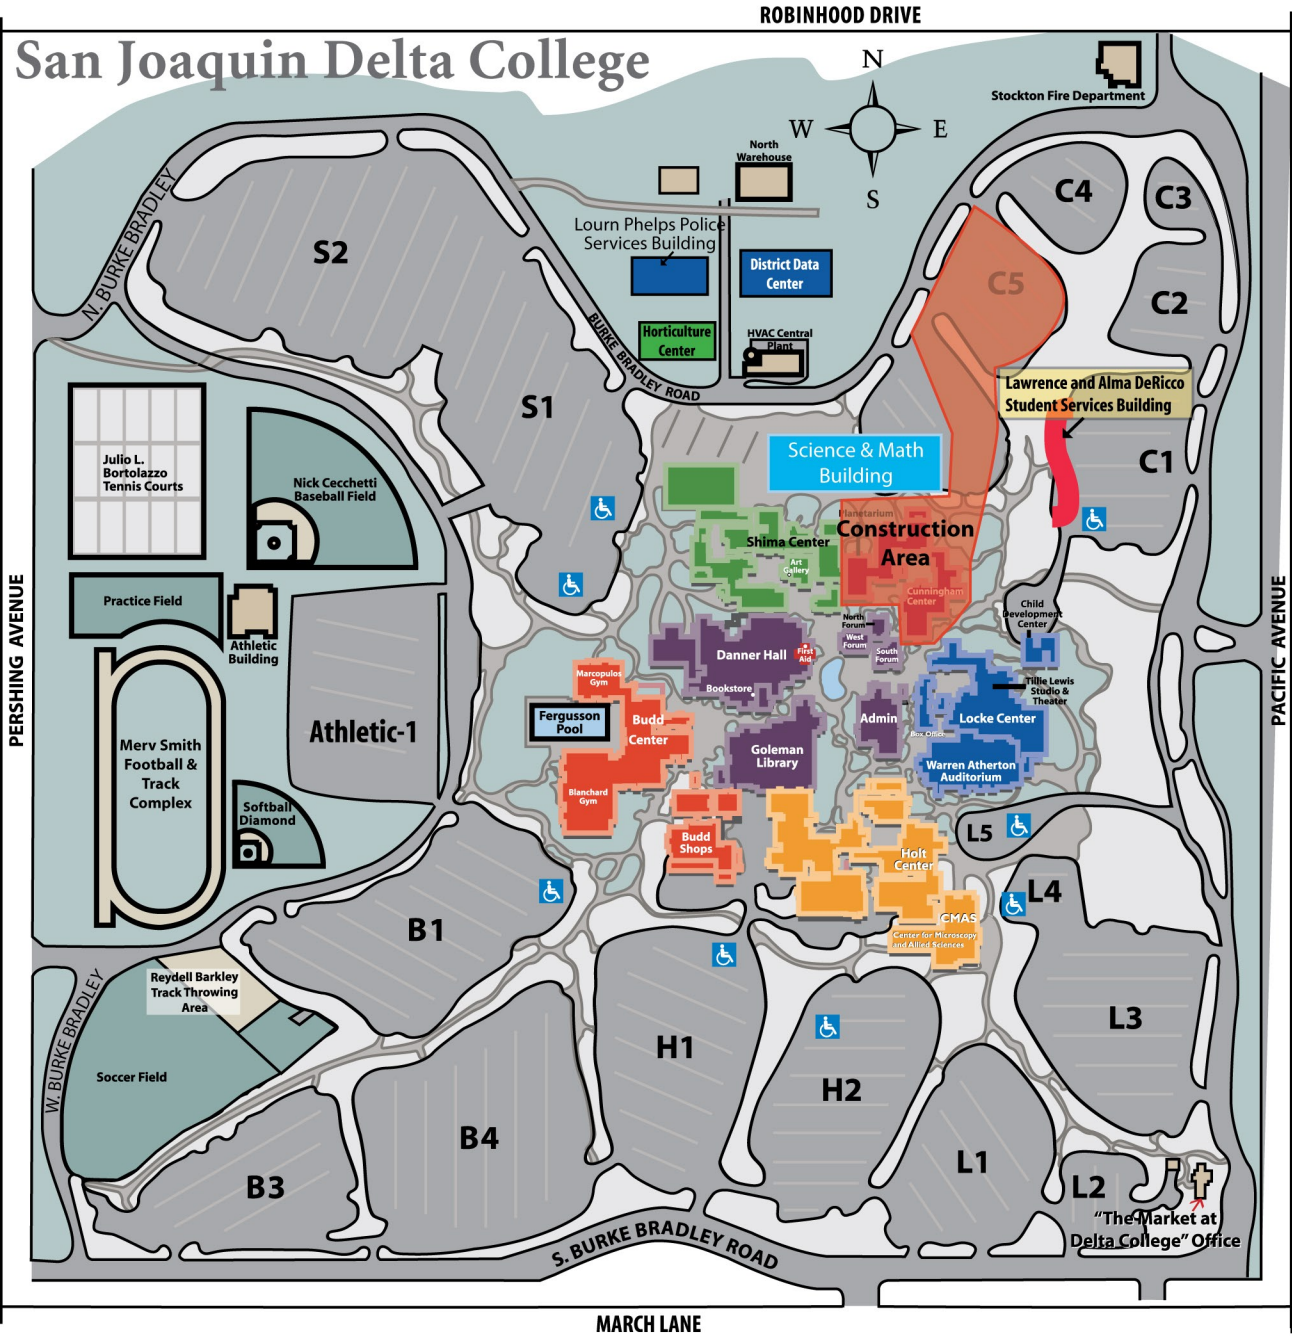 ROBINHOOD DRIVE
San Joaquin Delta College
N
W
E
S
Stockton Fire Department
North
Warehouse
Lourn Phelps Police
Services Building
District Data
Center
Horticulture
Center
HVAC Central
Plant
N. BURKE BRADLEY
BURKE BRADLEY ROAD
S2
S1
C4
C3
C5
C2
C1
Lawrence and Alma DeRicco
Student Services Building
Science & Math
Building
Julio L.
Bortolazzo
Tennis Courts
Nick Cecchetti
Baseball Field
Planetarium
Construction
Area
Shima Center
Art
Gallery
Cunningham
Center
Practice Field
Athletic
Building
Child
Development
Center
North
Forum
West
Forum
South
Forum
Danner Hall
First
Aid
Bookstore
Marcopulos
Gym
Tillie Lewis
Studio &
Theater
PERSHING AVENUE
PACIFIC AVENUE
Fergusson
Pool
Budd
Center
Admin
Locke Center
Box Office
Athletic-1
Merv Smith
Football &
Track
Complex
Goleman
Library
Warren Atherton
Auditorium
Blanchard
Gym
Softball
Diamond
Budd
Shops
L5
Holt
Center
L4
B1
CMAS
Center for Microscopy
and Allied Sciences
Reydell Barkley
Track Throwing
Area
W. BURKE BRADLEY
Soccer Field
H1
H2
L3
B4
B3
L1
L2
"The Market at
Delta College" Office
S. BURKE BRADLEY ROAD
MARCH LANE